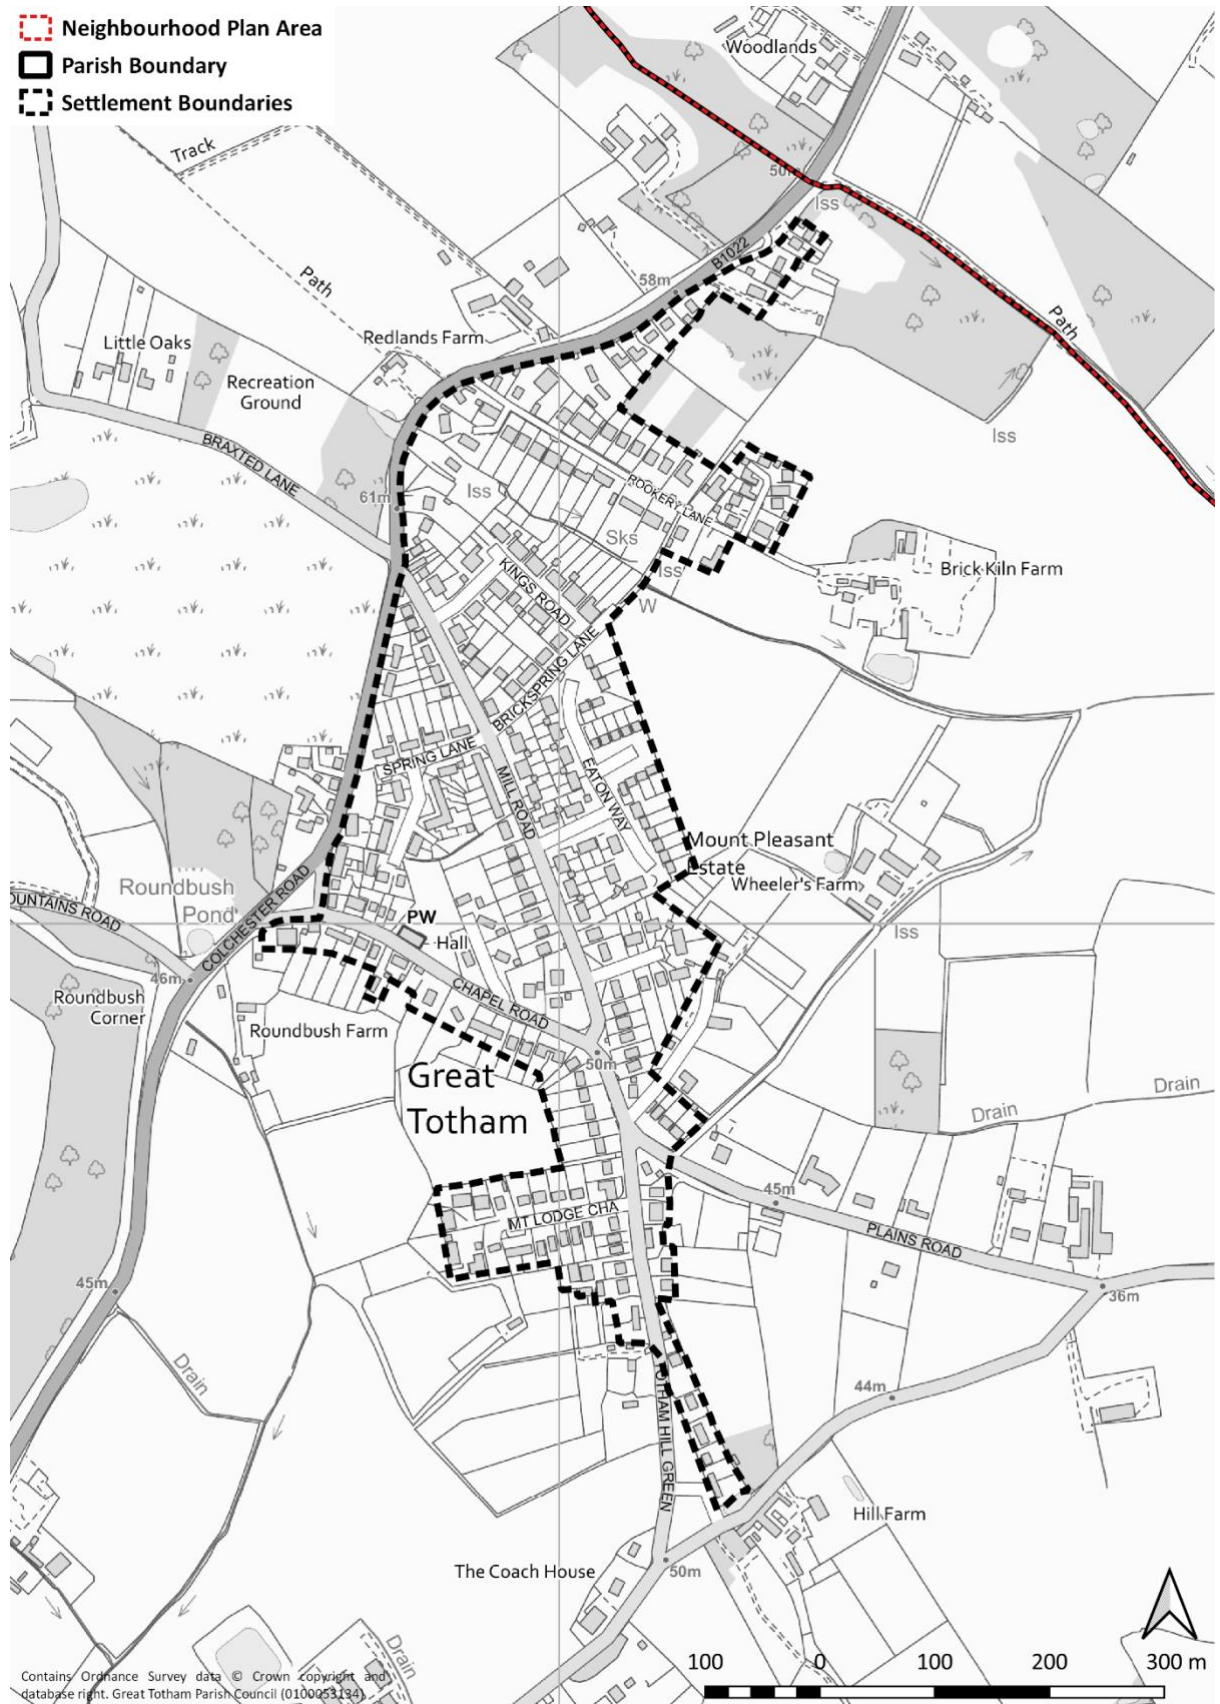 Neighbourhood Plan Area
Parish Boundary
Settlement Boundaries
Woodlands
Track
50m
Iss
B1022
58m
Path
Path
Redlands Farm
Little Oaks
Recreation
Ground
BRAXTED LANE
Iss
61m
Iss
ROOKERY LANE
Sks
Iss
KINGS ROAD
W
Brick Kiln Farm
BRICKSPRING LANE
SPRING LANE
MILL ROAD
EATON WAY
Mount Pleasant
Estate
Wheeler's Farm
Roundbush
Pond
OUNTAINS ROAD
COLCHESTER ROAD
PW
Hall
Iss
46m
Roundbush
Corner
Roundbush Farm
CHAPEL ROAD
50m
Great
Totham
Drain
Drain
MT LODGE CHA
45m
PLAINS ROAD
45m
36m
Drain
44m
OTHAM HILL GREEN
Hill Farm
The Coach House
50m
Drain
Contains Ordnance Survey data © Crown copyright and
database right. Great Totham Parish Council (0100053134)
100 0 100 200 300 m